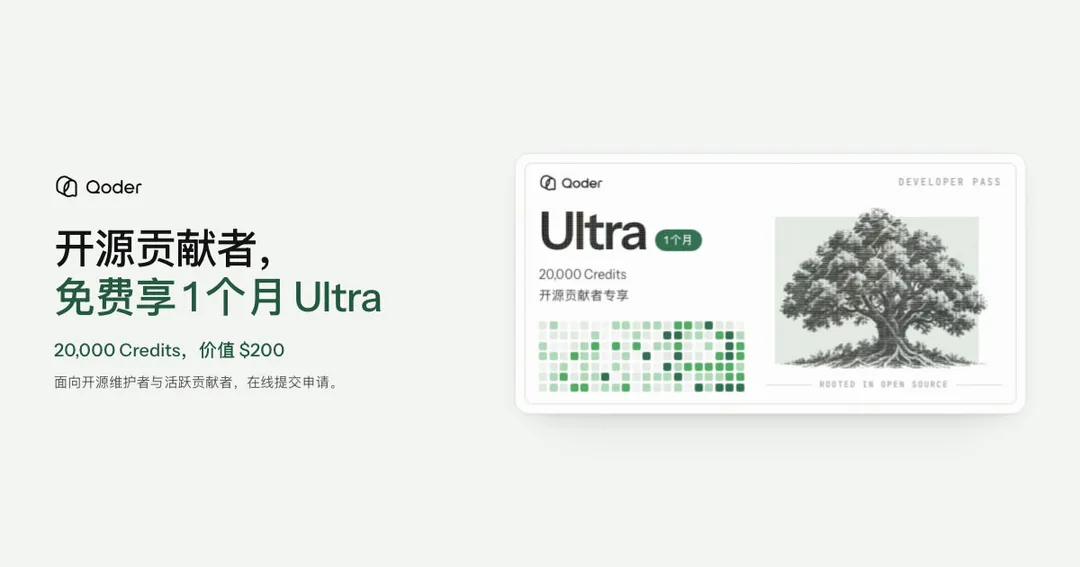 Qoder
开源贡献者，
免费享1个月 Ultra
20,000 Credits，价值 $200
面向开源维护者与活跃贡献者，在线提交申请。
Qoder
DEVELOPER PASS
Ultra 1个月
20,000 Credits
开源贡献者专享
ROOTED IN OPEN SOURCE